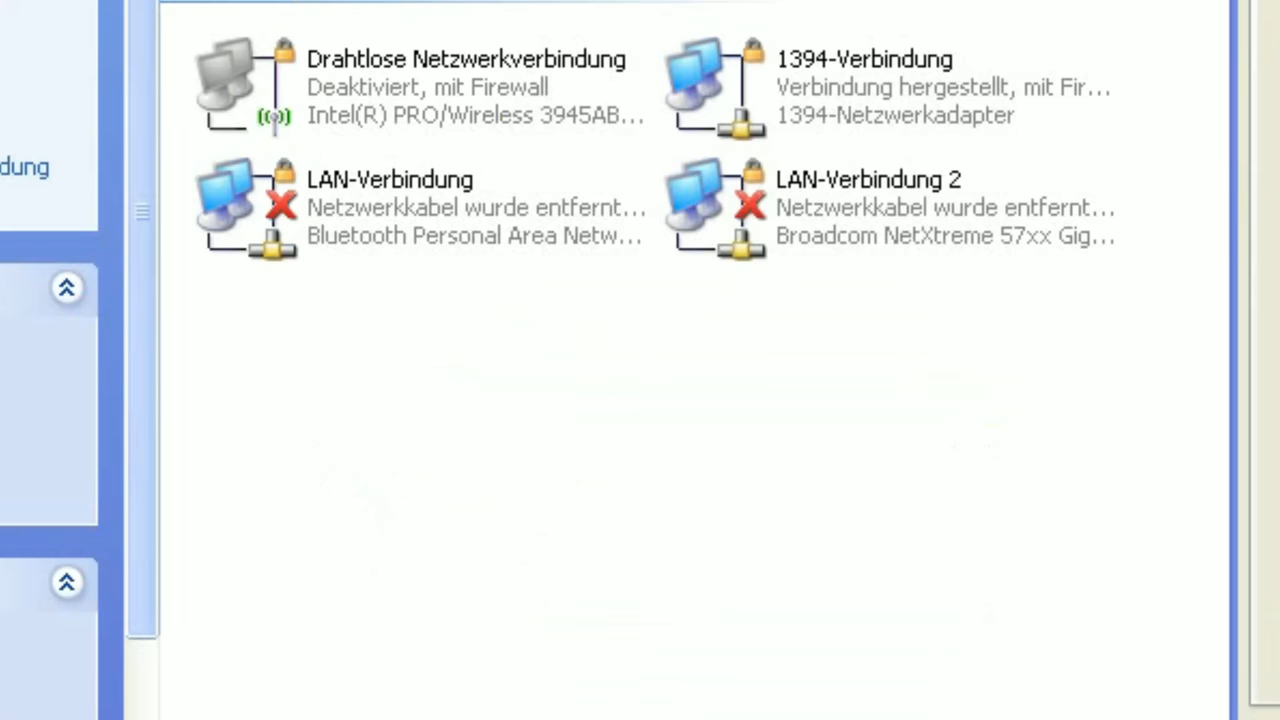 Drahtlose Netzwerkverbindung
Deaktiviert, mit Firewall
Intel(R) PRO/Wireless 3945AB...
1394-Verbindung
Verbindung hergestellt, mit Fir...
1394-Netzwerkadapter
dung
LAN-Verbindung
Netzwerkkabel wurde entfernt...
Bluetooth Personal Area Netw...
LAN-Verbindung 2
Netzwerkkabel wurde entfernt...
Broadcom NetXtreme 57xx Gig...